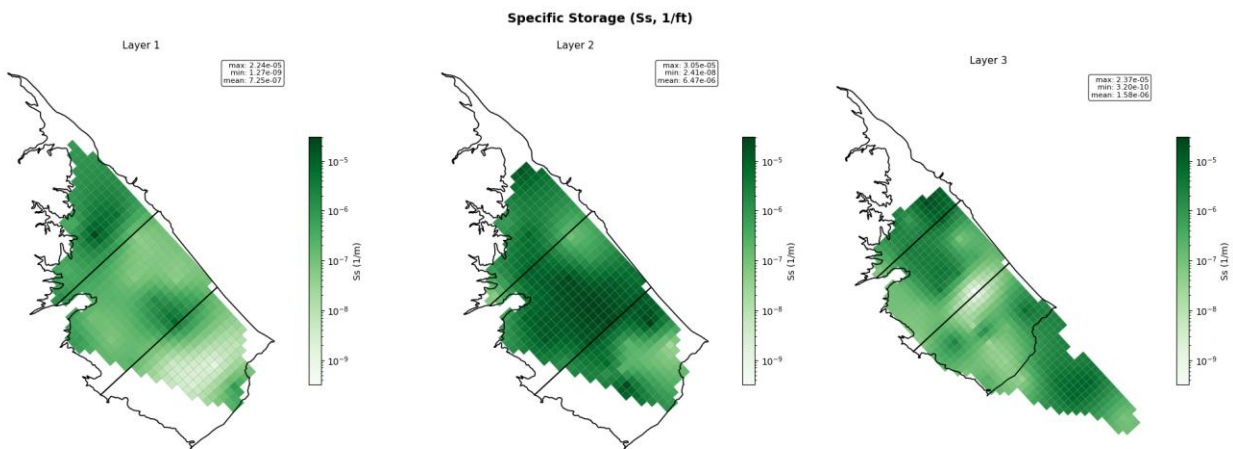 Specific Storage (Ss, 1/ft)
Layer 1
max: 2.24e-05
min: 1.27e-09
mean: 7.25e-07
10⁻⁵
10⁻⁶
10⁻⁷
10⁻⁸
10⁻⁹
Ss (1/m)
Layer 2
max: 3.05e-05
min: 2.41e-08
mean: 6.47e-06
10⁻⁵
10⁻⁶
10⁻⁷
10⁻⁸
10⁻⁹
Ss (1/m)
Layer 3
max: 2.37e-05
min: 3.20e-10
mean: 1.58e-06
10⁻⁵
10⁻⁶
10⁻⁷
10⁻⁸
10⁻⁹
Ss (1/m)